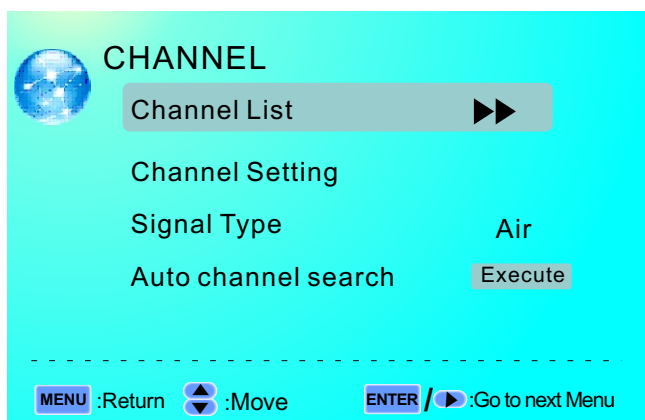 CHANNEL
Channel List
Channel Setting
Signal Type Air
Auto channel search Execute
MENU :Return :Move ENTER / :Go to next Menu